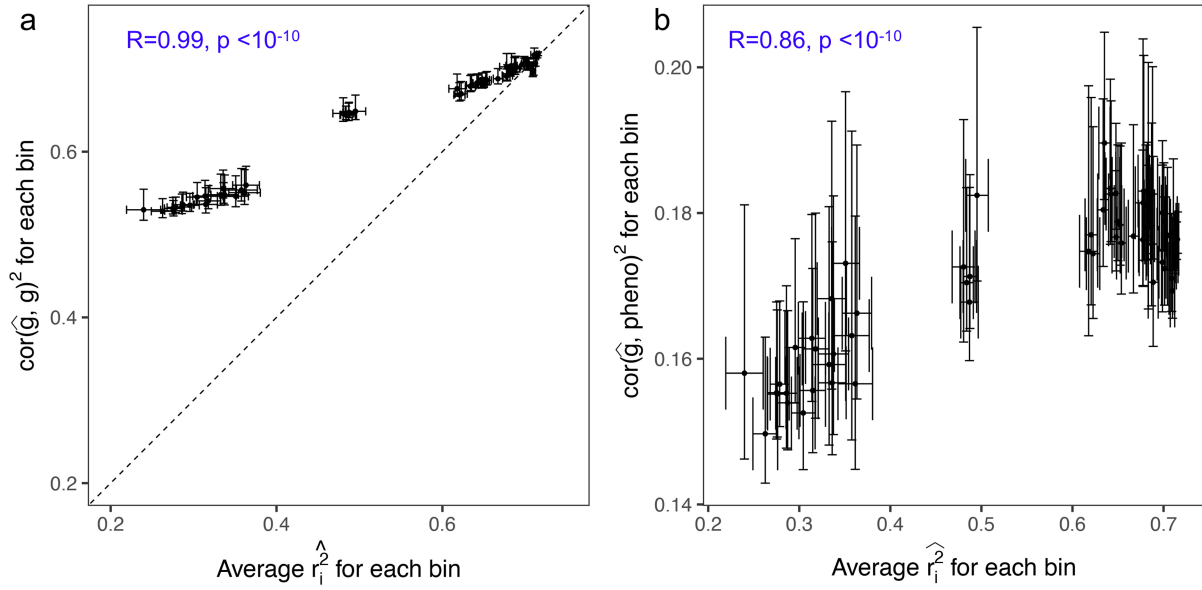 a
R=0.99, p <10⁻¹⁰
cor(ĝ, g)² for each bin
0.6
0.4
0.2
0.2 0.4 0.6
Average r̂ᵢ² for each bin
b
R=0.86, p <10⁻¹⁰
cor(ĝ, pheno)² for each bin
0.20
0.18
0.16
0.14
0.2 0.3 0.4 0.5 0.6 0.7
Average r̂ᵢ² for each bin